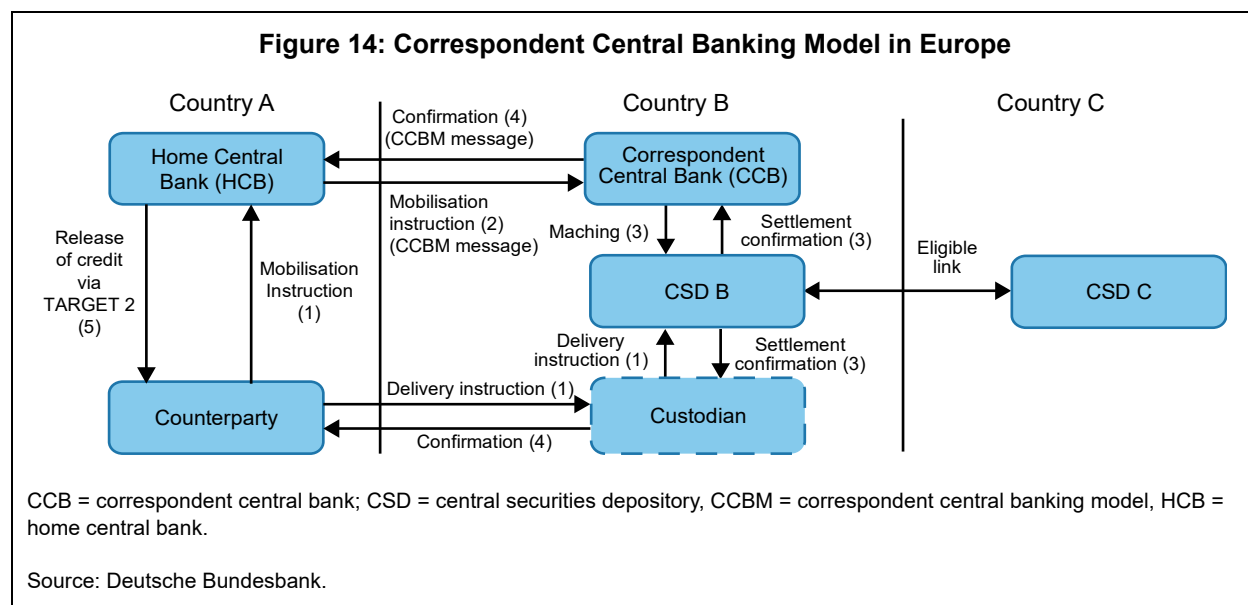 Figure 14: Correspondent Central Banking Model in Europe
Country A
Country B
Country C
Confirmation (4)
(CCBM message)
Home Central
Bank (HCB)
Correspondent
Central Bank (CCB)
Mobilisation
instruction (2)
(CCBM message)
Release
of credit
via
TARGET 2
(5)
Mobilisation
Instruction
(1)
Maching (3)
Settlement
confirmation (3)
Eligible
link
CSD B
CSD C
Delivery
instruction (1)
Settlement
confirmation (3)
Counterparty
Delivery instruction (1)
Confirmation (4)
Custodian
CCB = correspondent central bank; CSD = central securities depository, CCBM = correspondent central banking model, HCB =
home central bank.
Source: Deutsche Bundesbank.